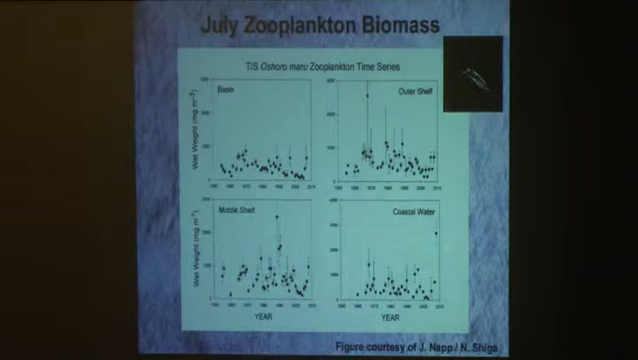 July Zooplankton Biomass
T/S Oshoro maru Zooplankton Time Series
Basin
Outer Shelf
Wet Weight (mg m-3)
Middle Shelf
Coastal Water
Wet Weight (mg m-3)
YEAR
YEAR
Figure courtesy of J. Napp / N. Shiga